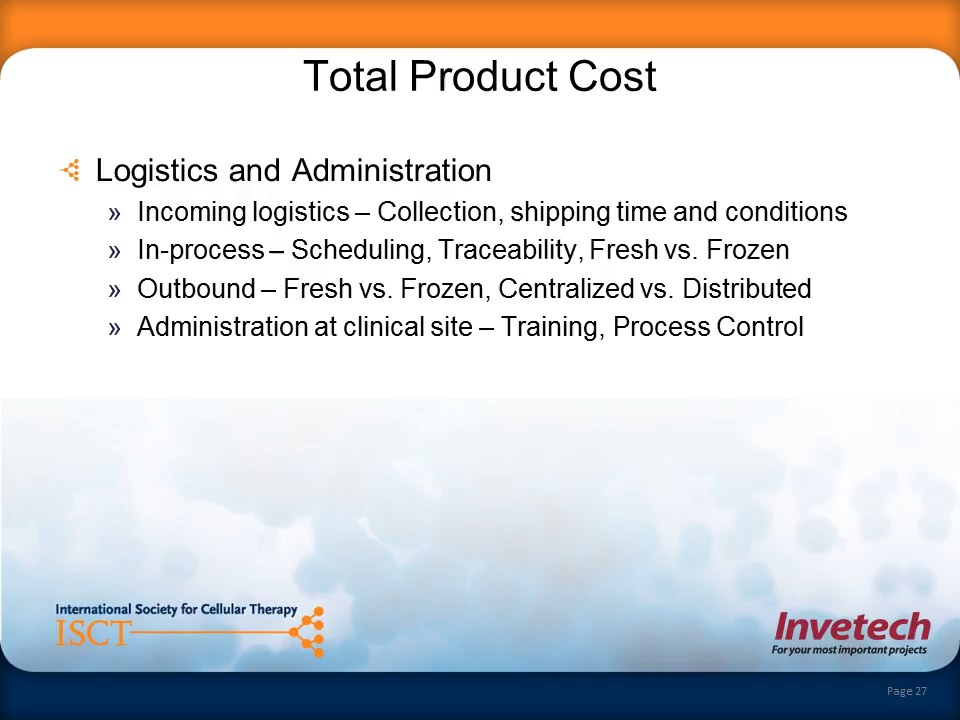 Total Product Cost
Logistics and Administration
» Incoming logistics – Collection, shipping time and conditions
» In-process – Scheduling, Traceability, Fresh vs. Frozen
» Outbound – Fresh vs. Frozen, Centralized vs. Distributed
» Administration at clinical site – Training, Process Control
International Society for Cellular Therapy
ISCT
Invetech
For your most important projects
Page 27